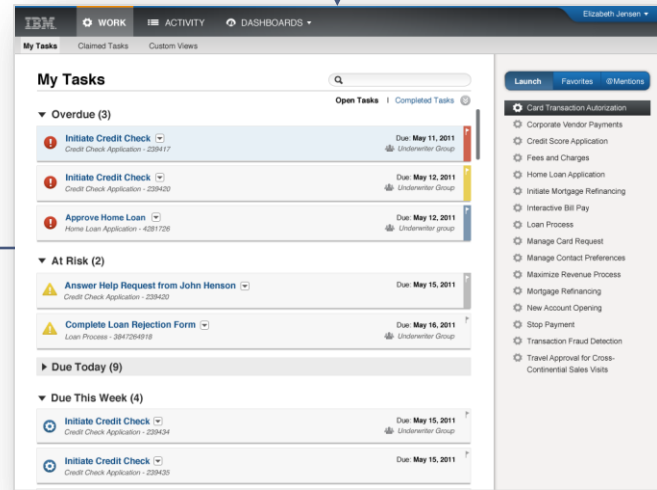 IBM
WORK
ACTIVITY
DASHBOARDS
Elizabeth Jensen
My Tasks
Claimed Tasks
Custom Views
My Tasks
Open Tasks | Completed Tasks
Overdue (3)
Initiate Credit Check
Due: May 11, 2011
Credit Check Application - 239417
Underwriter Group
Initiate Credit Check
Due: May 12, 2011
Credit Check Application - 239420
Underwriter Group
Approve Home Loan
Due: May 12, 2011
Home Loan Application - 4281726
Underwriter group
At Risk (2)
Answer Help Request from John Henson
Due: May 15, 2011
Credit Check Application - 239420
Complete Loan Rejection Form
Due: May 16, 2011
Loan Process - 3847264918
Underwriter Group
Due Today (9)
Due This Week (4)
Initiate Credit Check
Due: May 15, 2011
Credit Check Application - 239434
Underwriter Group
Initiate Credit Check
Due: May 15, 2011
Credit Check Application - 239435
Launch
Favorites
@Mentions
Card Transaction Autorization
Corporate Vendor Payments
Credit Score Application
Fees and Charges
Home Loan Application
Initiate Mortgage Refinancing
Interactive Bill Pay
Loan Process
Manage Card Request
Manage Contact Preferences
Maximize Revenue Process
Mortgage Refinancing
New Account Opening
Stop Payment
Transaction Fraud Detection
Travel Approval for Cross-
Continential Sales Visits